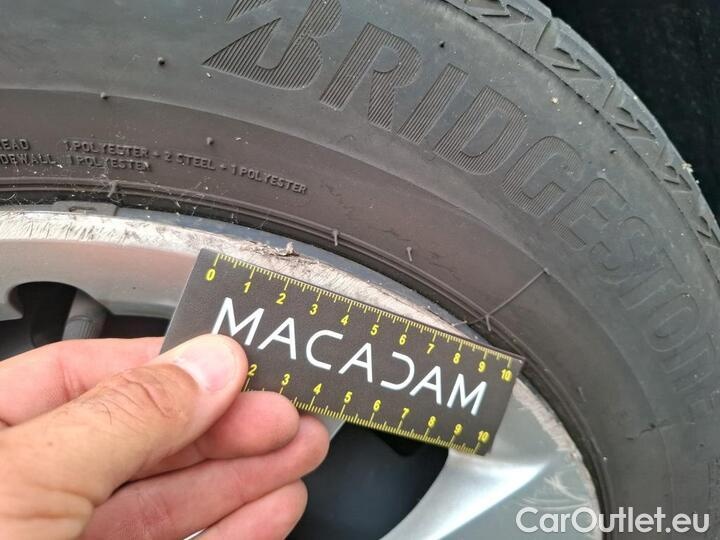 BRIDGESTONE
EAD 1 POLYESTER + 2 STEEL + 1 POLYESTER
DEWALL 1 POLYESTER
0 1 2 3 4 5 6 7 8 9 10
MACADAM
2 3 4 5 6 7 8 9 10
CarOutlet.eu